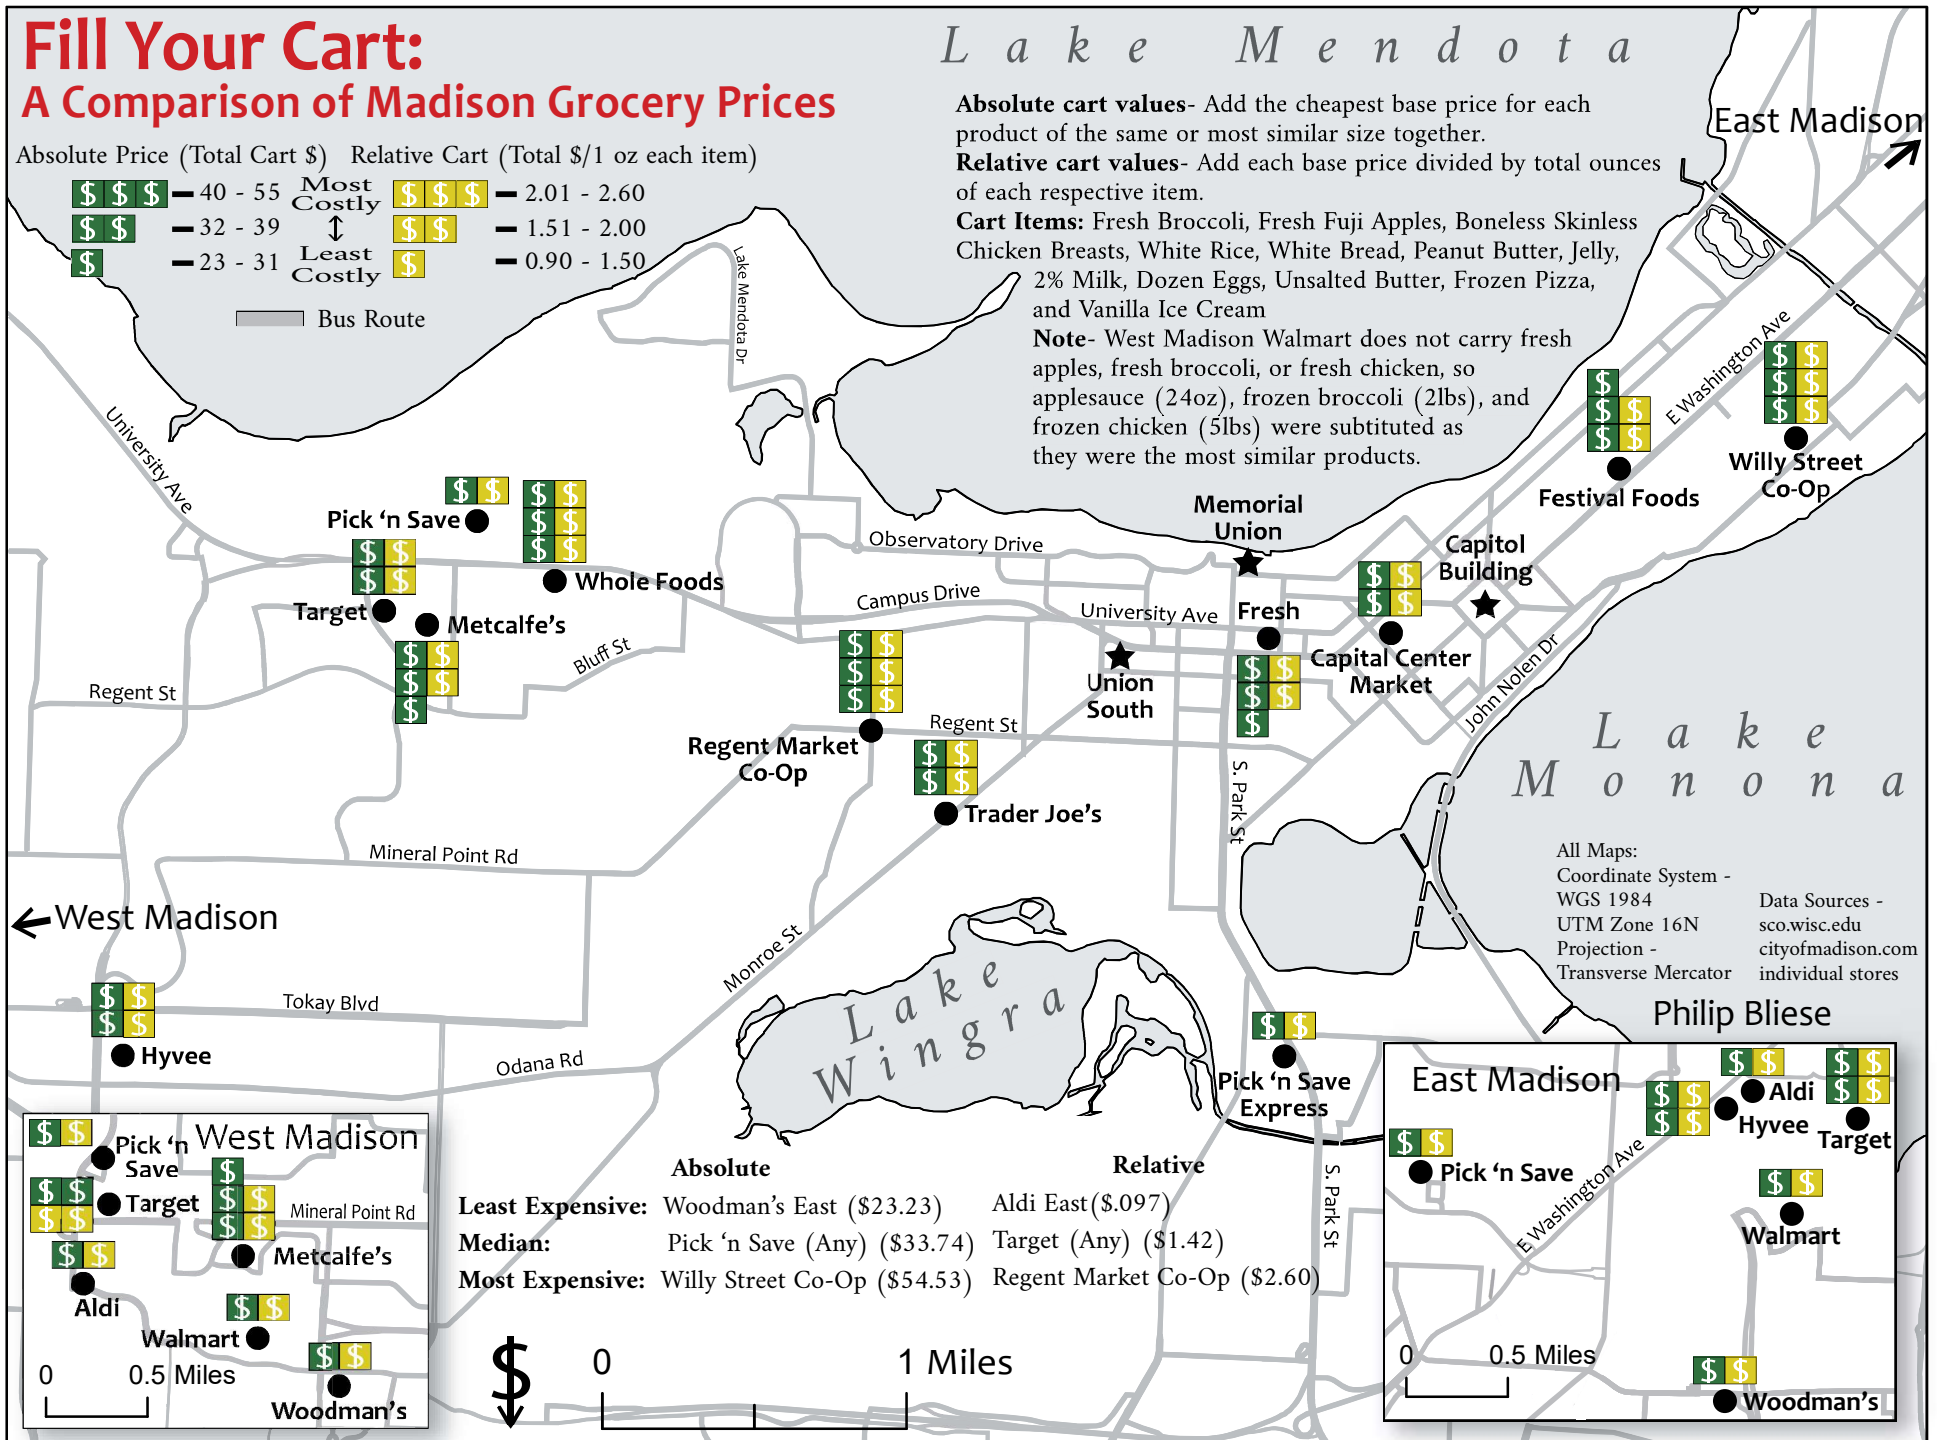 Fill Your Cart:
A Comparison of Madison Grocery Prices
Absolute Price (Total Cart $) Relative Cart (Total $/1 oz each item)
$ $ $ 40 - 55 Most Costly $ $ $ 2.01 - 2.60
$ $ 32 - 39 $ $ 1.51 - 2.00
$ 23 - 31 Least Costly $ 0.90 - 1.50
Bus Route
Lake Mendota
Absolute cart values- Add the cheapest base price for each
product of the same or most similar size together.
Relative cart values- Add each base price divided by total ounces
of each respective item.
Cart Items: Fresh Broccoli, Fresh Fuji Apples, Boneless Skinless
Chicken Breasts, White Rice, White Bread, Peanut Butter, Jelly,
2% Milk, Dozen Eggs, Unsalted Butter, Frozen Pizza,
and Vanilla Ice Cream
Note- West Madison Walmart does not carry fresh
apples, fresh broccoli, or fresh chicken, so
applesauce (24oz), frozen broccoli (2lbs), and
frozen chicken (5lbs) were subtituted as
they were the most similar products.
East Madison
Lake Mendota Dr
University Ave
E Washington Ave
$ $
$ $
$ $
Willy Street
Co-Op
$
$ $
$ $
Festival Foods
$ $
Pick ‘n Save
$ $
$ $
$ $
Whole Foods
$ $
$ $
Target
Metcalfe's
$ $
$ $
$
Bluff St
Regent St
Observatory Drive
Campus Drive
University Ave
Memorial
Union
Capitol
Building
Fresh
$ $
$ $
$
$ $
$ $
Capital Center
Market
Union
South
John Nolen Dr
$ $
$ $
$ $
Regent Market
Co-Op
Regent St
$ $
$ $
Trader Joe's
S. Park St
Lake
Monona
Mineral Point Rd
West Madison
Monroe St
Lake
Wingra
Tokay Blvd
$ $
$ $
Hyvee
Odana Rd
$ $
Pick ‘n Save
Express
S. Park St
All Maps:
Coordinate System -
WGS 1984
UTM Zone 16N
Projection -
Transverse Mercator
Data Sources -
sco.wisc.edu
cityofmadison.com
individual stores
Philip Bliese
West Madison
$ $
Pick ‘n
Save
$ $
$ $
Target
$
$ $
$ $
Metcalfe's
Mineral Point Rd
$ $
Aldi
$ $
Walmart
$ $
Woodman's
0 0.5 Miles
Absolute Relative
Least Expensive: Woodman's East ($23.23) Aldi East($.097)
Median: Pick ‘n Save (Any) ($33.74) Target (Any) ($1.42)
Most Expensive: Willy Street Co-Op ($54.53) Regent Market Co-Op ($2.60)
$
0 1 Miles
East Madison
$ $
Aldi
$ $
$ $
Hyvee
$ $
$ $
Target
$ $
Pick ‘n Save
E Washington Ave
$ $
Walmart
0 0.5 Miles
$ $
Woodman's